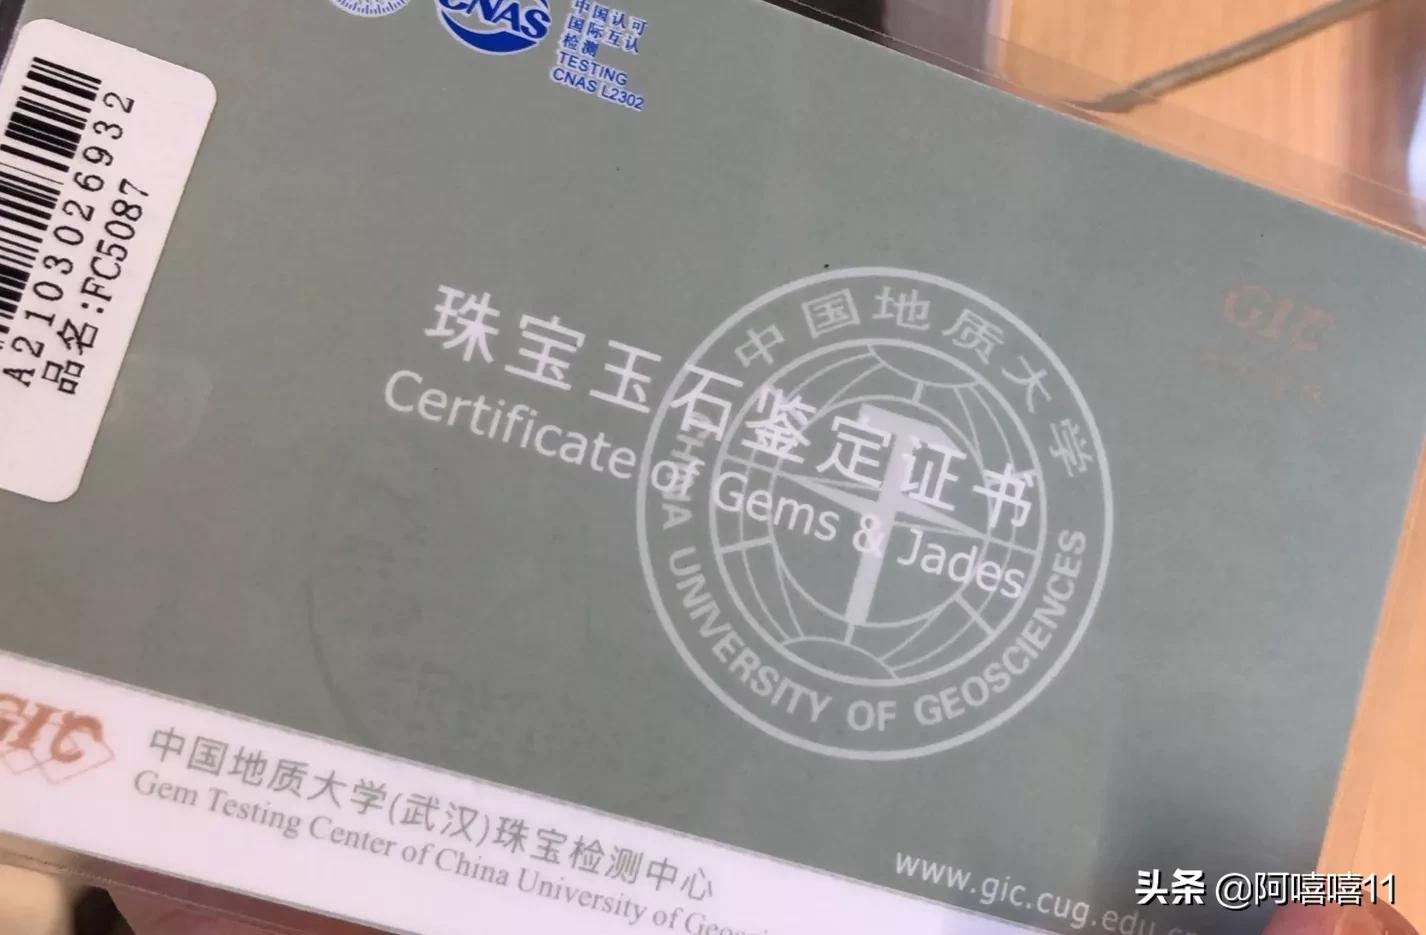 CNAS
中国认可
国际互认
检测
TESTING
CNAS L2302
A2103026932
品名:FC5087
GIC
珠宝玉石鉴定证书
Certificate of Gems & Jades
中国地质大学
CHINA UNIVERSITY OF GEOSCIENCES
GIC
中国地质大学(武汉)珠宝检测中心
Gem Testing Center of China University of
www.gic.cug.edu
头条 @阿嘻嘻11